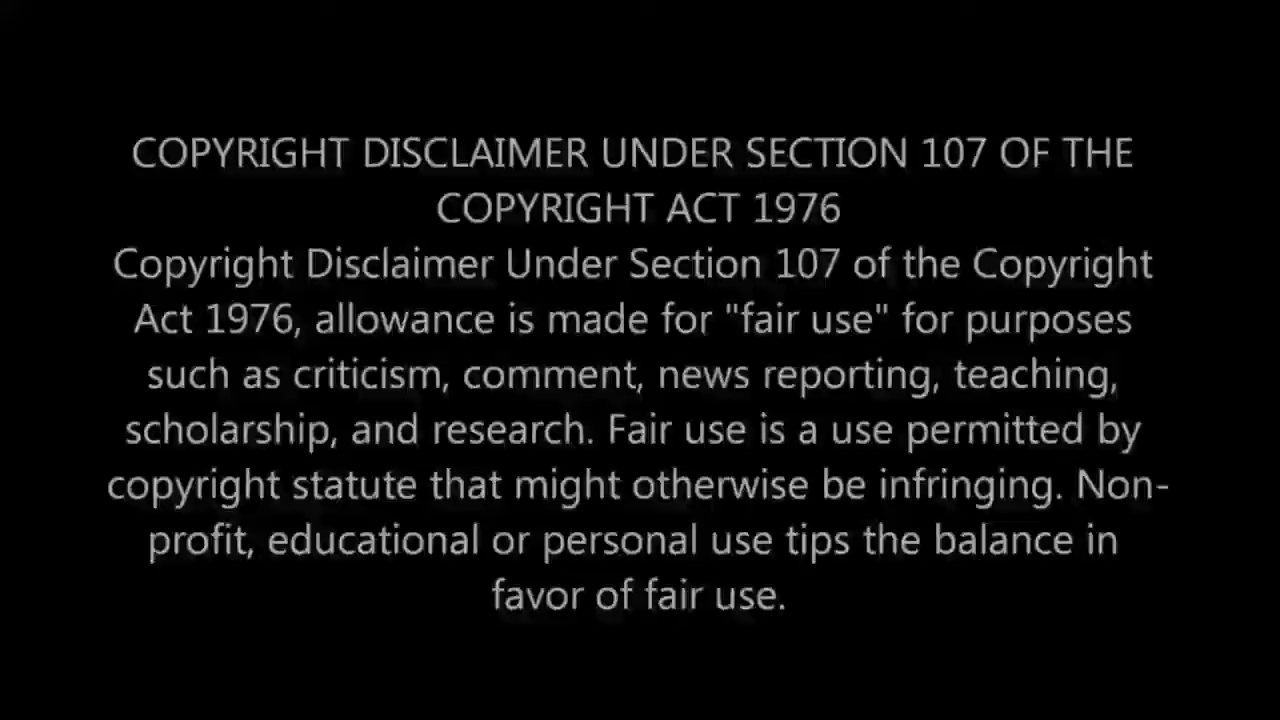 COPYRIGHT DISCLAIMER UNDER SECTION 107 OF THE
COPYRIGHT ACT 1976
Copyright Disclaimer Under Section 107 of the Copyright
Act 1976, allowance is made for "fair use" for purposes
such as criticism, comment, news reporting, teaching,
scholarship, and research. Fair use is a use permitted by
copyright statute that might otherwise be infringing. Non-
profit, educational or personal use tips the balance in
favor of fair use.